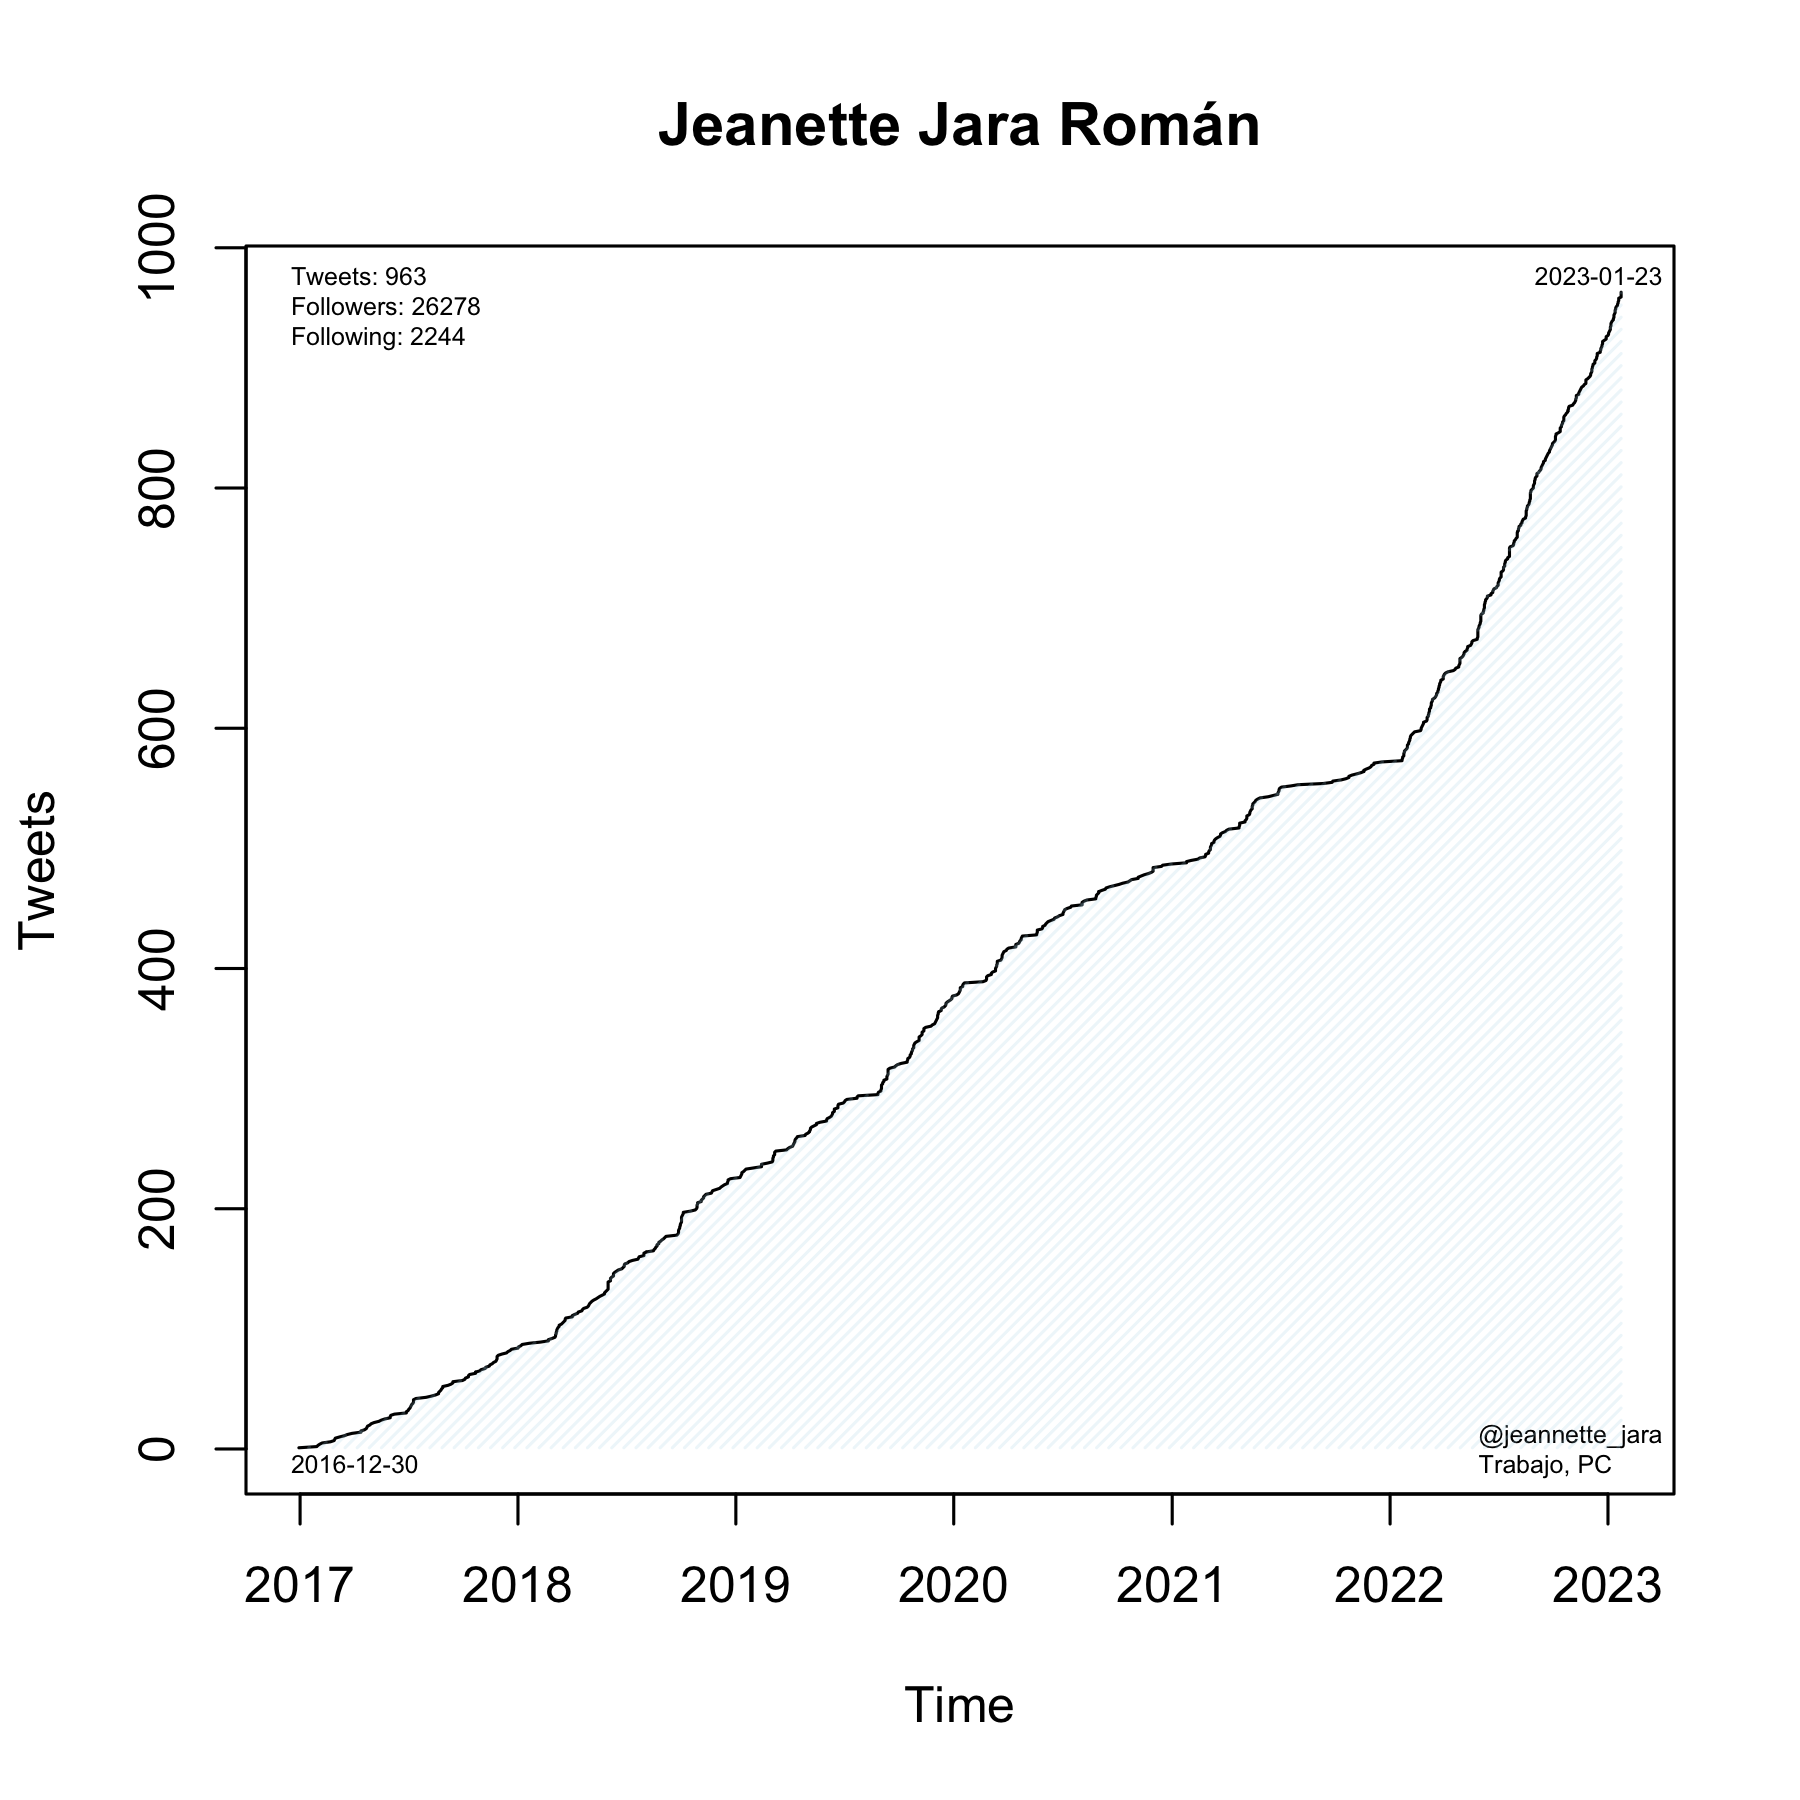 Jeanette Jara Román
Tweets: 963
Followers: 26278
Following: 2244
2023-01-23
1000
800
600
400
200
0
Tweets
2016-12-30
@jeannette_jara
Trabajo, PC
2017 2018 2019 2020 2021 2022 2023
Time